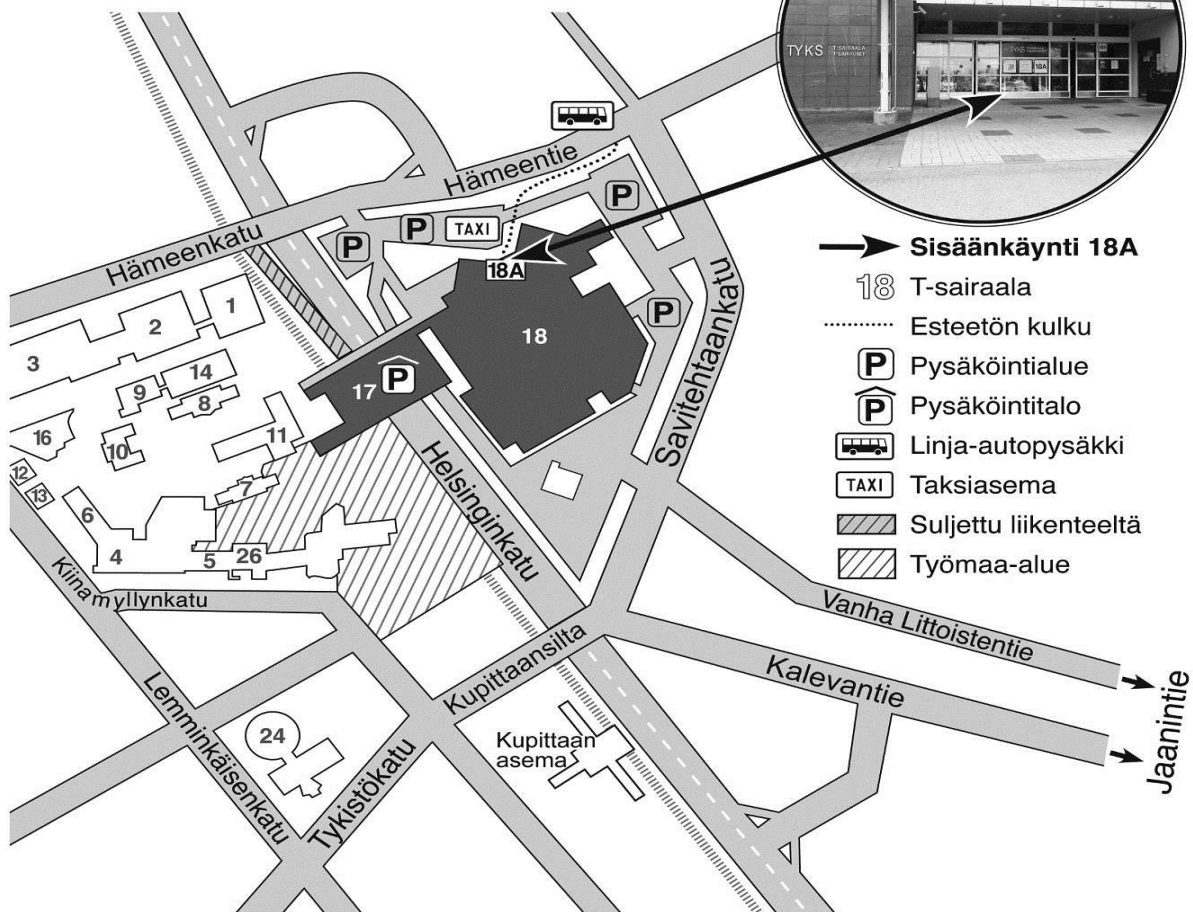 TYKS
T-SAIRAALA
18A
Hämeentie
Hämeenkatu
P
P
TAXI
P
18A
P
18
17
P
1
2
3
14
9
8
16
10
11
12
13
7
6
4
5
26
Savitehtaankatu
Helsinginkatu
Kiinamyllynkatu
Kupittaansilta
Vanha Littoistentie
Kalevantie
Jaanintie
Lemminkäisenkatu
24
Tykistökatu
Kupittaan
asema
Sisäänkäynti 18A
18 T-sairaala
Esteetön kulku
P Pysäköintialue
P Pysäköintitalo
Linja-autopysäkki
TAXI Taksiasema
Suljettu liikenteeltä
Työmaa-alue